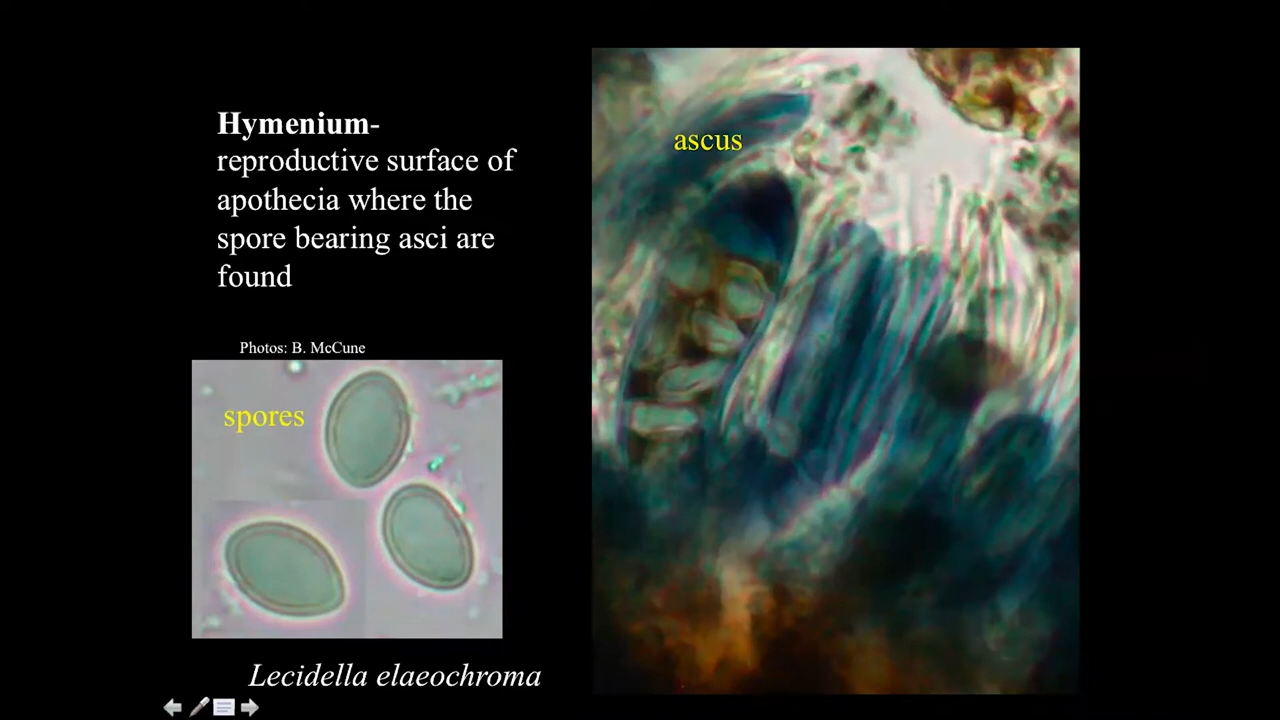 Hymenium-
reproductive surface of
apothecia where the
spore bearing asci are
found
Photos: B. McCune
spores
Lecidella elaeochroma
ascus